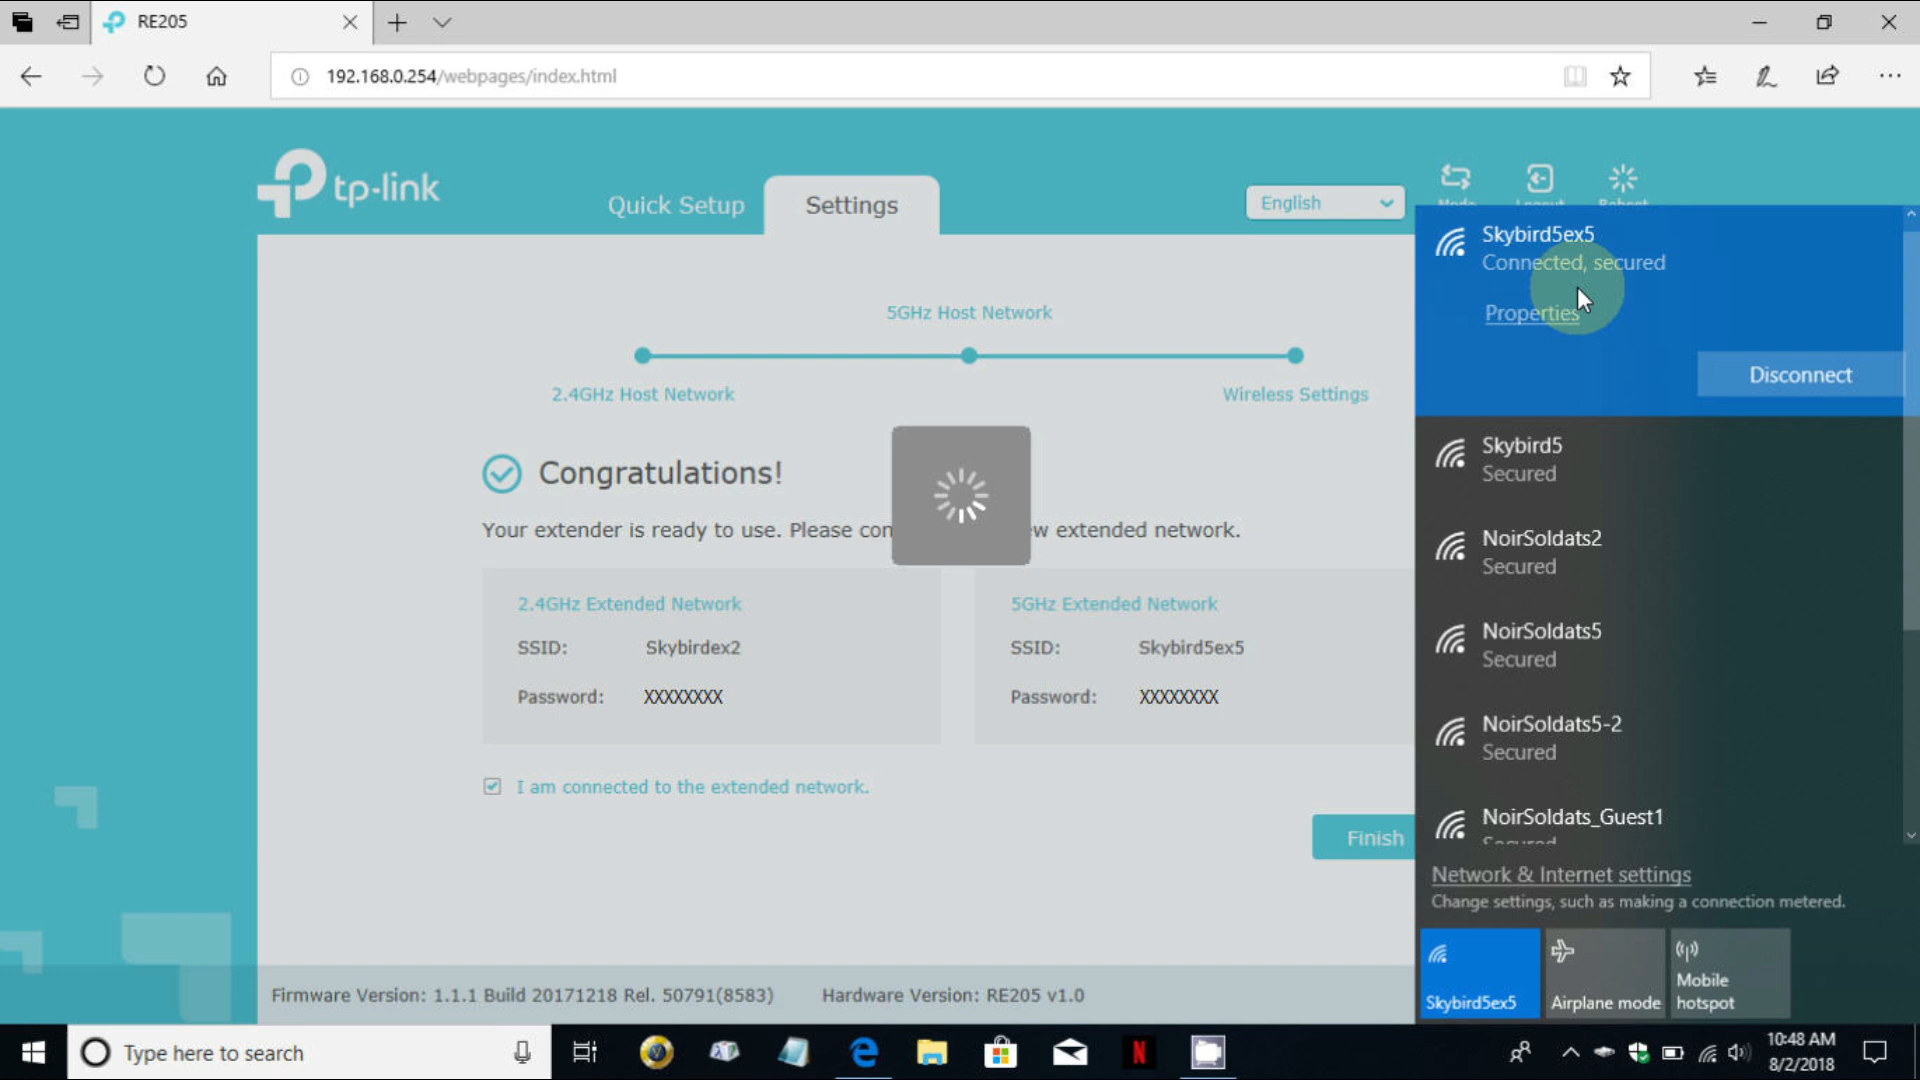 RE205
192.168.0.254/webpages/index.html
tp-link
Quick Setup
Settings
English
5GHz Host Network
2.4GHz Host Network
Wireless Settings
Congratulations!
Your extender is ready to use. Please con w extended network.
2.4GHz Extended Network
SSID: Skybirdex2
Password: XXXXXXXX
5GHz Extended Network
SSID: Skybird5ex5
Password: XXXXXXXX
I am connected to the extended network.
Finish
Firmware Version: 1.1.1 Build 20171218 Rel. 50791(8583)
Hardware Version: RE205 v1.0
Skybird5ex5
Connected, secured
Properties
Disconnect
Skybird5
Secured
NoirSoldats2
Secured
NoirSoldats5
Secured
NoirSoldats5-2
Secured
NoirSoldats_Guest1
Network & Internet settings
Change settings, such as making a connection metered.
Skybird5ex5
Airplane mode
Mobile
hotspot
Type here to search
10:48 AM
8/2/2018